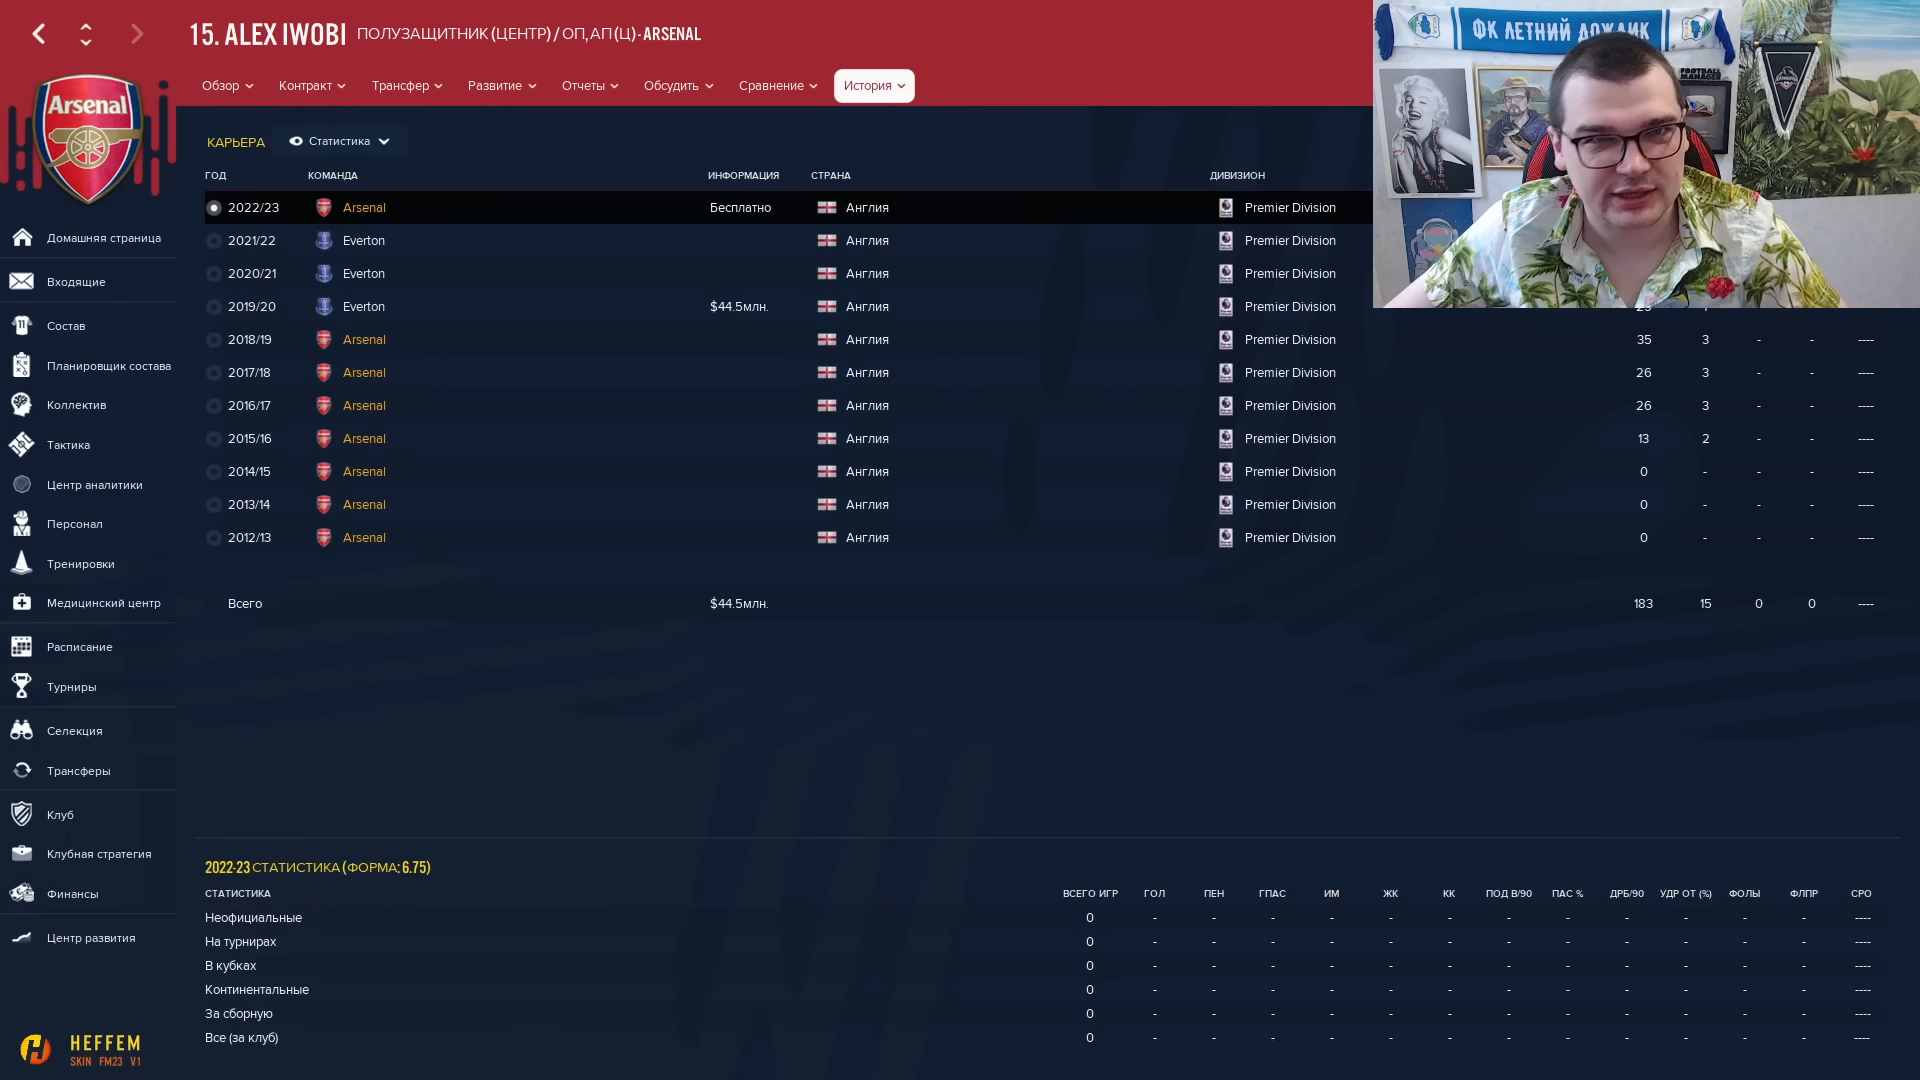 15. ALEX IWOBI ПОЛУЗАЩИТНИК (ЦЕНТР) / ОП, АП (Ц) - ARSENAL
ФК ЛЕТНИЙ ДОЖДИК
FOOTBALL MANAGER
Обзор Контракт Трансфер Развитие Отчеты Обсудить Сравнение История
Arsenal
КАРЬЕРА Статистика
ГОД КОМАНДА ИНФОРМАЦИЯ СТРАНА ДИВИЗИОН
2022/23 Arsenal Бесплатно Англия Premier Division
2021/22 Everton Англия Premier Division
2020/21 Everton Англия Premier Division
2019/20 Everton $44.5млн. Англия Premier Division
2018/19 Arsenal Англия Premier Division 35 3 - - ----
2017/18 Arsenal Англия Premier Division 26 3 - - ----
2016/17 Arsenal Англия Premier Division 26 3 - - ----
2015/16 Arsenal Англия Premier Division 13 2 - - ----
2014/15 Arsenal Англия Premier Division 0 - - - ----
2013/14 Arsenal Англия Premier Division 0 - - - ----
2012/13 Arsenal Англия Premier Division 0 - - - ----
Всего $44.5млн. 183 15 0 0 ----
Домашняя страница
Входящие
Состав
Планировщик состава
Коллектив
Тактика
Центр аналитики
Персонал
Тренировки
Медицинский центр
Расписание
Турниры
Селекция
Трансферы
Клуб
Клубная стратегия
Финансы
Центр развития
HEFFEM
SKIN FM23 V1
2022-23 СТАТИСТИКА (ФОРМА: 6.75)
СТАТИСТИКА ВСЕГО ИГР ГОЛ ПЕН ГПАС ИМ ЖК КК ПОД В/90 ПАС % ДРБ/90 УДР ОТ (%) ФОЛЫ ФЛПР СРО
Неофициальные 0 - - - - - - - - - - - - ----
На турнирах 0 - - - - - - - - - - - - ----
В кубках 0 - - - - - - - - - - - - ----
Континентальные 0 - - - - - - - - - - - - ----
За сборную 0 - - - - - - - - - - - - ----
Все (за клуб) 0 - - - - - - - - - - - - ----